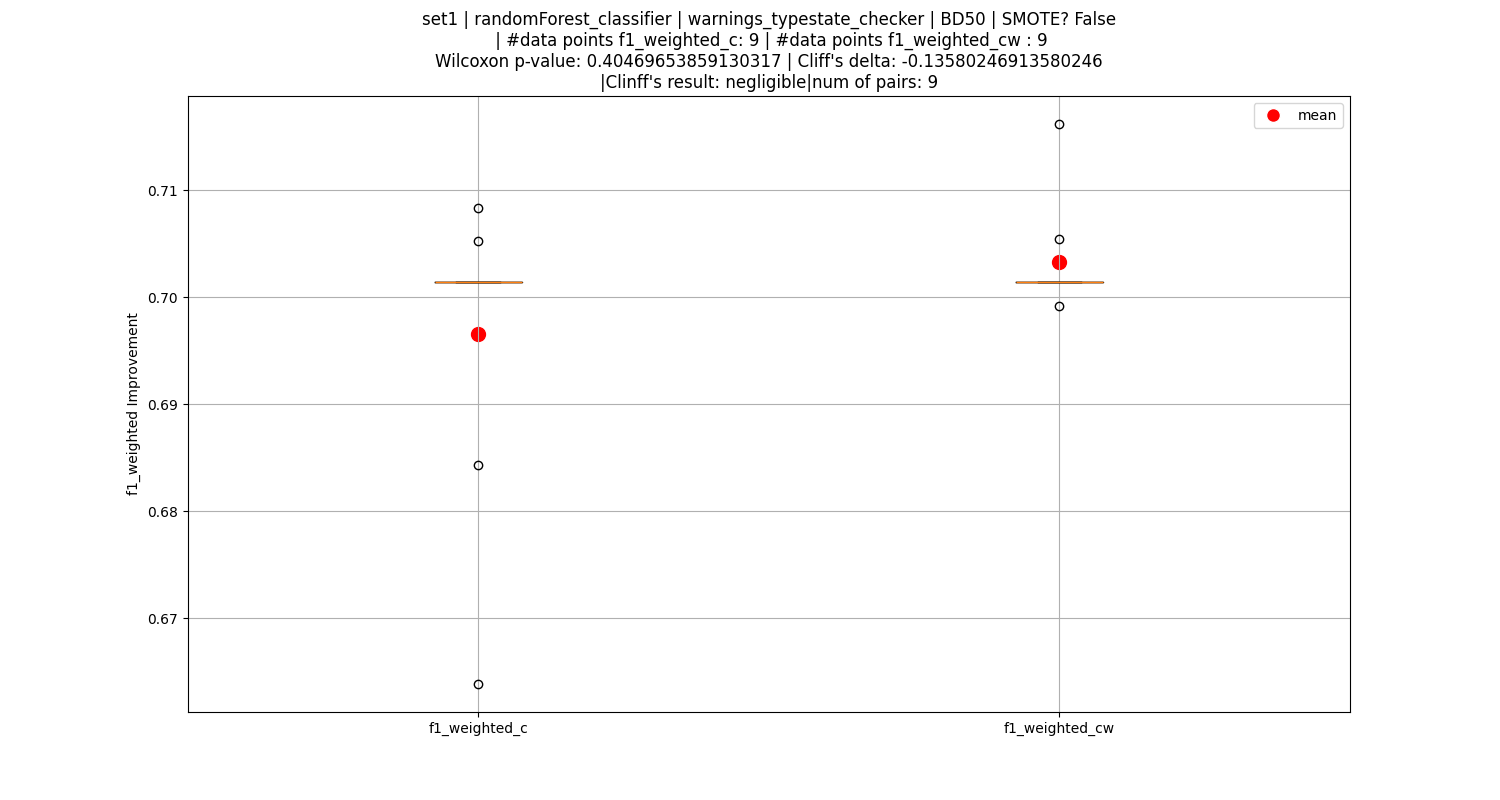 set1 | randomForest_classifier | warnings_typestate_checker | BD50 | SMOTE? False
| #data points f1_weighted_c: 9 | #data points f1_weighted_cw : 9
Wilcoxon p-value: 0.40469653859130317 | Cliff's delta: -0.13580246913580246
|Clinff's result: negligible|num of pairs: 9
mean
0.71
0.70
0.69
0.68
0.67
f1_weighted Improvement
f1_weighted_c
f1_weighted_cw